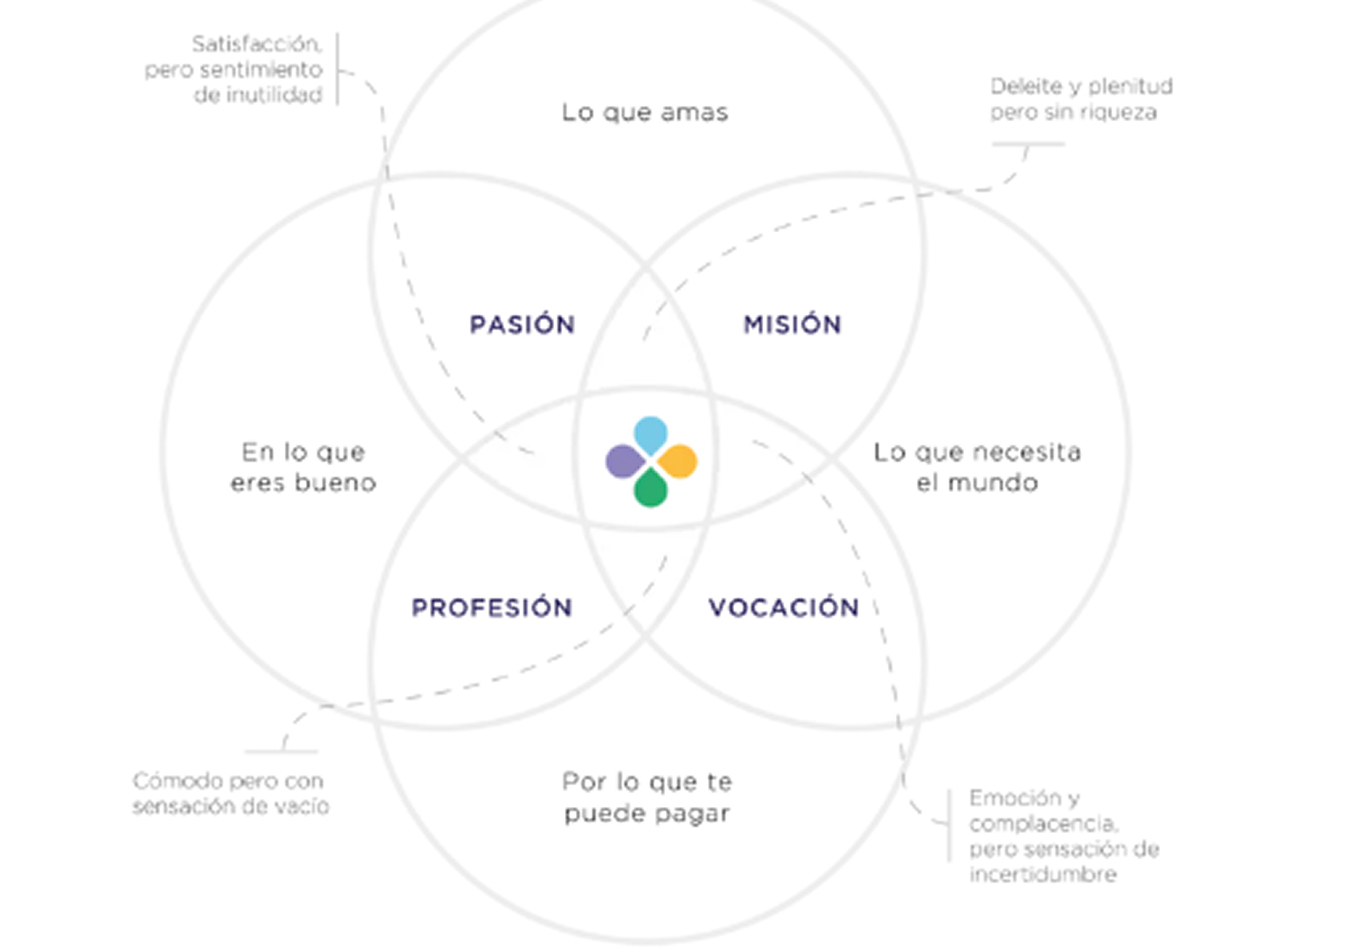 Satisfacción,
pero sentimiento
de inutilidad
Lo que amas
Deleite y plenitud
pero sin riqueza
PASIÓN
MISIÓN
En lo que
eres bueno
Lo que necesita
el mundo
PROFESIÓN
VOCACIÓN
Cómodo pero con
sensación de vacío
Por lo que te
puede pagar
Emoción y
complacencia,
pero sensación de
incertidumbre